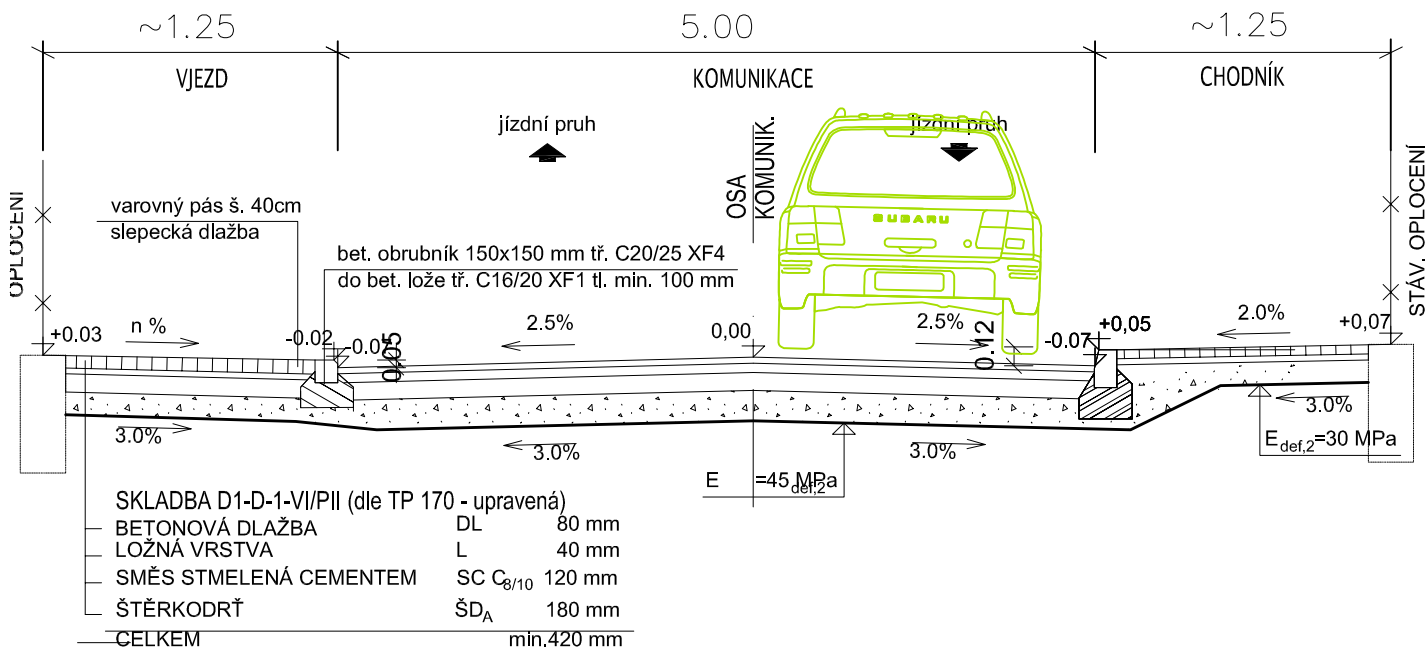 ~1.25
5.00
~1.25
VJEZD
KOMUNIKACE
CHODNÍK
jízdní pruh
jízdní pruh
OSA
KOMUNIK.
OPLOCENÍ
STÁV. OPLOCENÍ
varovný pás š. 40cm
slepecká dlažba
SUBARU
bet. obrubník 150x150 mm tř. C20/25 XF4
do bet. lože tř. C16/20 XF1 tl. min. 100 mm
+0.03
n %
-0.02
-0.07
0.05
2.5%
0,00
2.5%
0.12
-0.07
+0,05
2.0%
+0,07
3.0%
3.0%
3.0%
3.0%
E def,2=45 MPa
Edef,2=30 MPa
SKLADBA D1-D-1-VI/PII (dle TP 170 - upravená)
BETONOVÁ DLAŽBA DL 80 mm
LOŽNÁ VRSTVA L 40 mm
SMĚS STMELENÁ CEMENTEM SC C8/10 120 mm
ŠTĚRKODRŤ ŠDA 180 mm
CELKEM min.420 mm